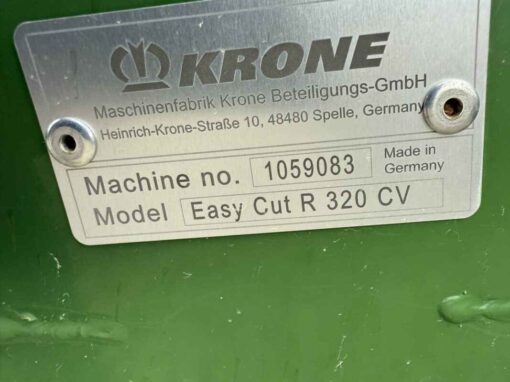 KRONE
Maschinenfabrik Krone Beteiligungs-GmbH
Heinrich-Krone-Straße 10, 48480 Spelle, Germany
Machine no. 1059083 Made in
Germany
Model Easy Cut R 320 CV